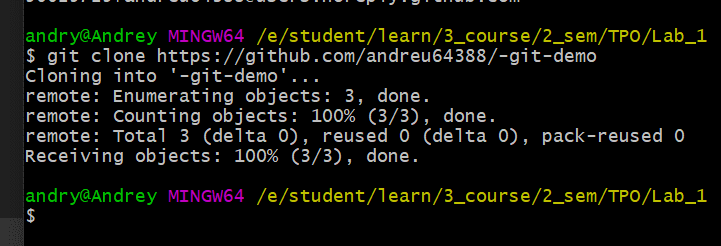 andry@Andrey MINGW64 /e/student/learn/3_course/2_sem/TPO/Lab_1
$ git clone https://github.com/andreu64388/-git-demo
Cloning into '-git-demo'...
remote: Enumerating objects: 3, done.
remote: Counting objects: 100% (3/3), done.
remote: Total 3 (delta 0), reused 0 (delta 0), pack-reused 0
Receiving objects: 100% (3/3), done.
andry@Andrey MINGW64 /e/student/learn/3_course/2_sem/TPO/Lab_1
$